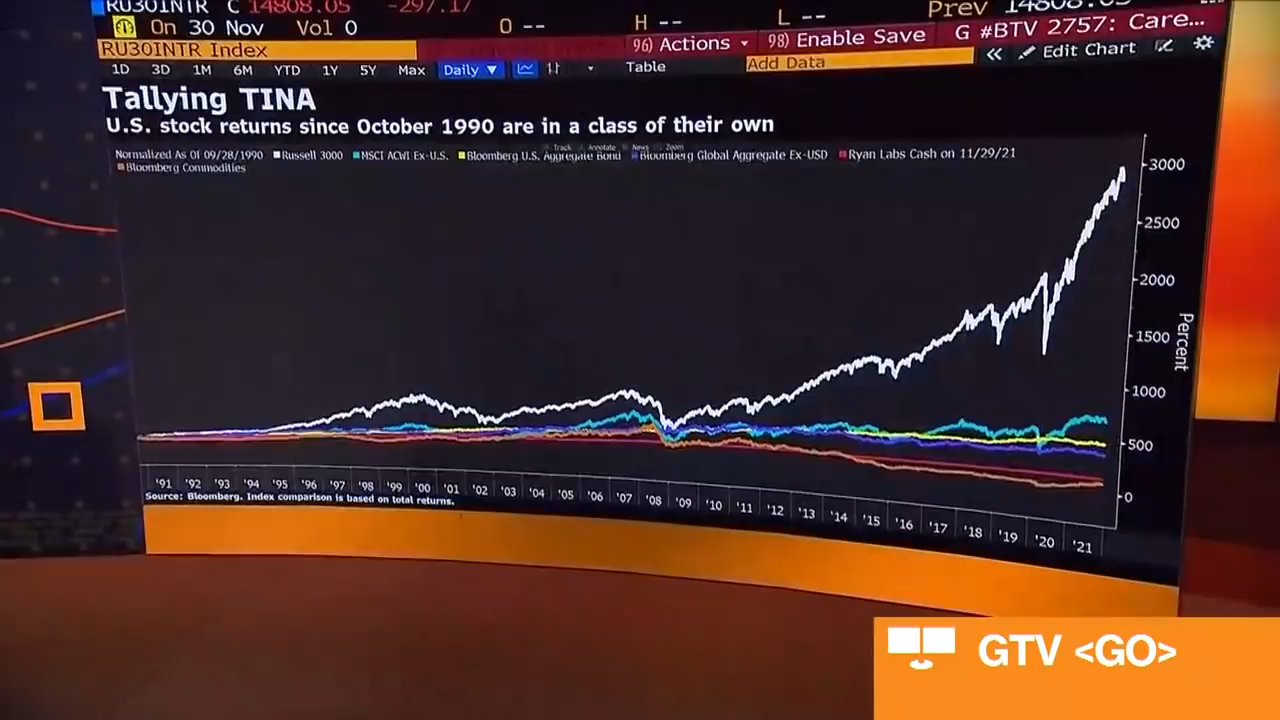 RU30INTR C 14808.05 -297.17 Prev 14808.05
On 30 Nov Vol 0 O -- H -- L --
G #BTV 2757: Care...
RU30INTR Index 96) Actions 98) Enable Save
1D 3D 1M 6M YTD 1Y 5Y Max Daily ▼ Table Add Data « Edit Chart
Tallying TINA
U.S. stock returns since October 1990 are in a class of their own
Track Annotate News Zoom
Normalized As Of 09/28/1990 Russell 3000 MSCI ACWI Ex-U.S. Bloomberg U.S. Aggregate Bond Bloomberg Global Aggregate Ex-USD Ryan Labs Cash on 11/29/21
Bloomberg Commodities
3000
2500
2000
1500
1000
500
0
Percent
'91 '92 '93 '94 '95 '96 '97 '98 '99 '00 '01 '02 '03 '04 '05 '06 '07 '08 '09 '10 '11 '12 '13 '14 '15 '16 '17 '18 '19 '20 '21
Source: Bloomberg. Index comparison is based on total returns.
GTV <GO>